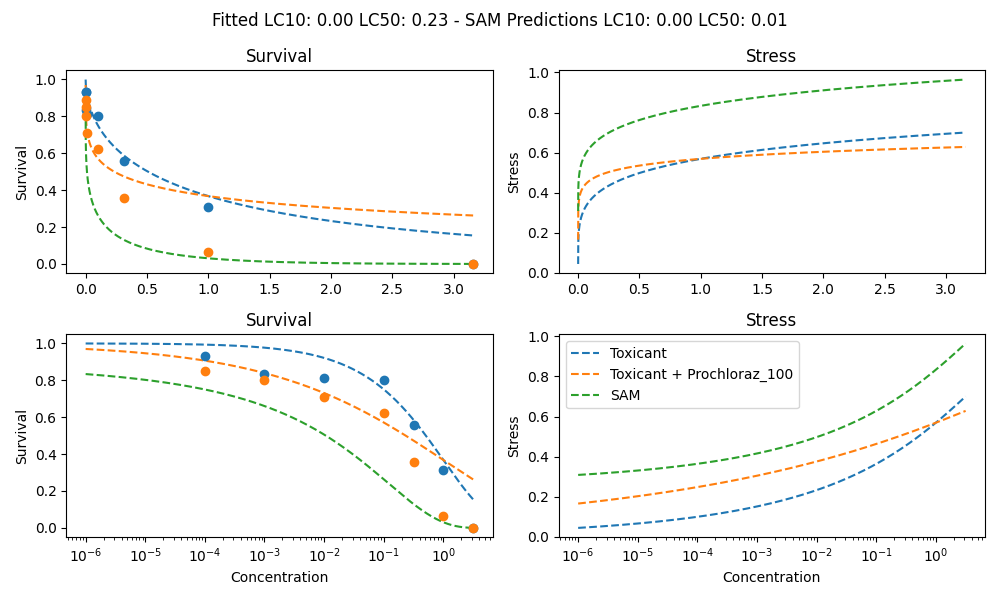 Fitted LC10: 0.00 LC50: 0.23 - SAM Predictions LC10: 0.00 LC50: 0.01
Survival
Survival
1.0
0.8
0.6
0.4
0.2
0.0
0.0 0.5 1.0 1.5 2.0 2.5 3.0
Stress
Stress
1.0
0.8
0.6
0.4
0.2
0.0
0.0 0.5 1.0 1.5 2.0 2.5 3.0
Survival
Survival
1.0
0.8
0.6
0.4
0.2
0.0
10⁻⁶ 10⁻⁵ 10⁻⁴ 10⁻³ 10⁻² 10⁻¹ 10⁰
Concentration
Stress
Stress
1.0
0.8
0.6
0.4
0.2
0.0
Toxicant
Toxicant + Prochloraz_100
SAM
10⁻⁶ 10⁻⁵ 10⁻⁴ 10⁻³ 10⁻² 10⁻¹ 10⁰
Concentration